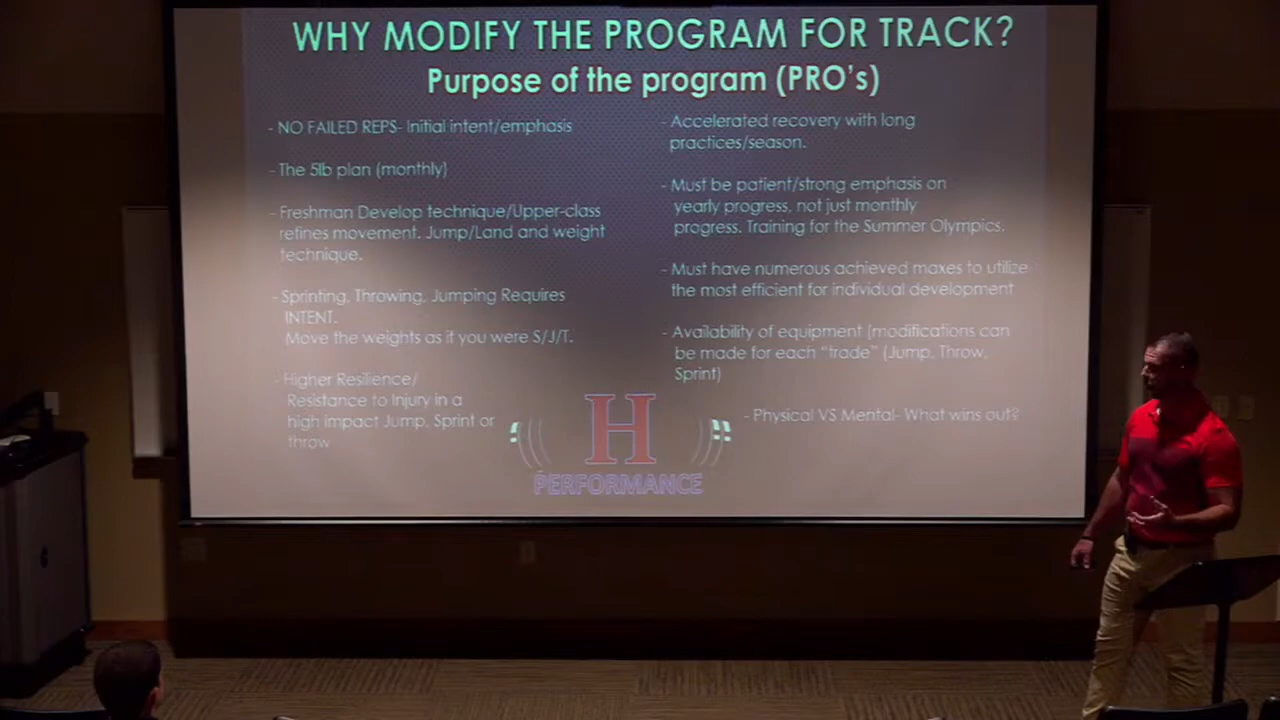 WHY MODIFY THE PROGRAM FOR TRACK?
Purpose of the program (PRO's)
- NO FAILED REPS- Initial intent/emphasis
- The 5lb plan (monthly)
- Freshman Develop technique/Upper-class
refines movement. Jump/Land and weight
technique.
- Sprinting, Throwing, Jumping Requires
INTENT.
Move the weights as if you were S/J/T.
- Higher Resilience/
Resistance to Injury in a
high impact Jump, Sprint or
throw
- Accelerated recovery with long
practices/season.
- Must be patient/strong emphasis on
yearly progress, not just monthly
progress. Training for the Summer Olympics.
- Must have numerous achieved maxes to utilize
the most efficient for individual development
- Availability of equipment (modifications can
be made for each "trade" (Jump, Throw,
Sprint)
- Physical VS Mental- What wins out?
H
PERFORMANCE